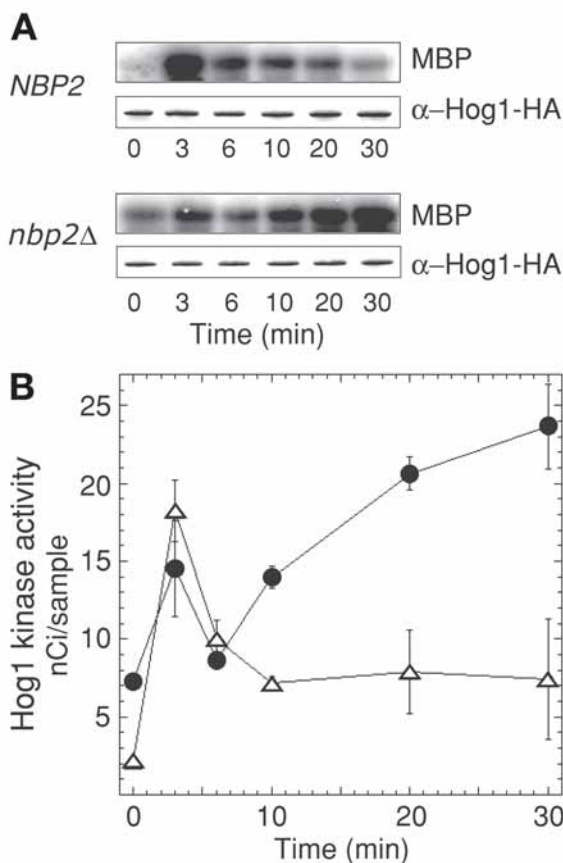 A
NBP2
MBP
α–Hog1-HA
0 3 6 10 20 30
nbp2Δ
MBP
α–Hog1-HA
0 3 6 10 20 30
Time (min)
B
Hog1 kinase activity
nCi/sample
25
20
15
10
5
0 10 20 30
Time (min)